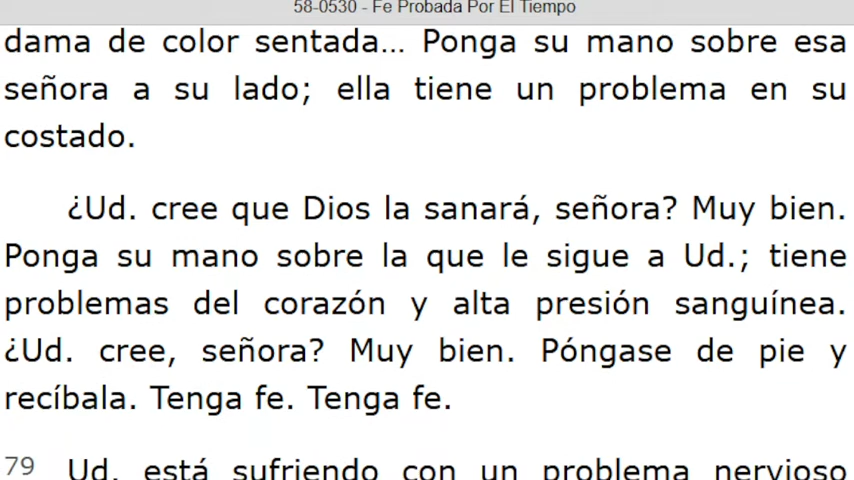 58-0530 - Fe Probada Por El Tiempo
dama de color sentada… Ponga su mano sobre esa
señora a su lado; ella tiene un problema en su
costado.
¿Ud. cree que Dios la sanará, señora? Muy bien.
Ponga su mano sobre la que le sigue a Ud.; tiene
problemas del corazón y alta presión sanguínea.
¿Ud. cree, señora? Muy bien. Póngase de pie y
recíbala. Tenga fe. Tenga fe.
79 Ud. está sufriendo con un problema nervioso